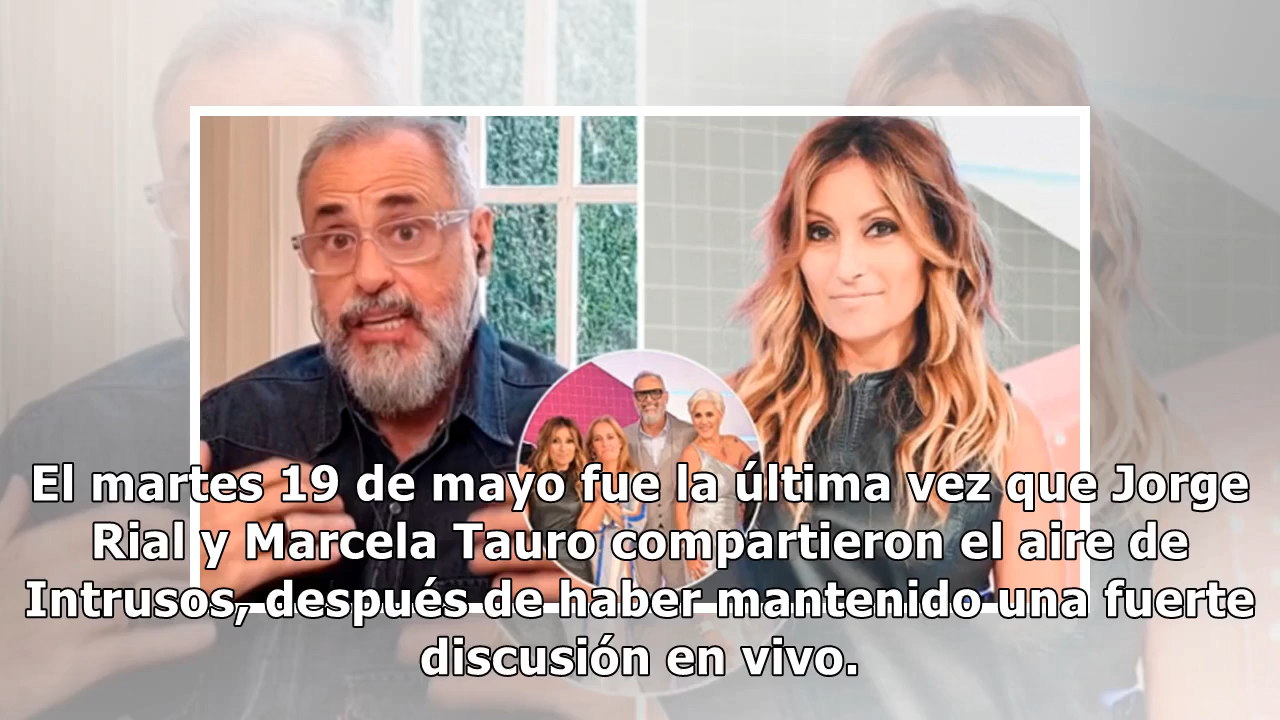 El martes 19 de mayo fue la última vez que Jorge
Rial y Marcela Tauro compartieron el aire de
Intrusos, después de haber mantenido una fuerte
discusión en vivo.